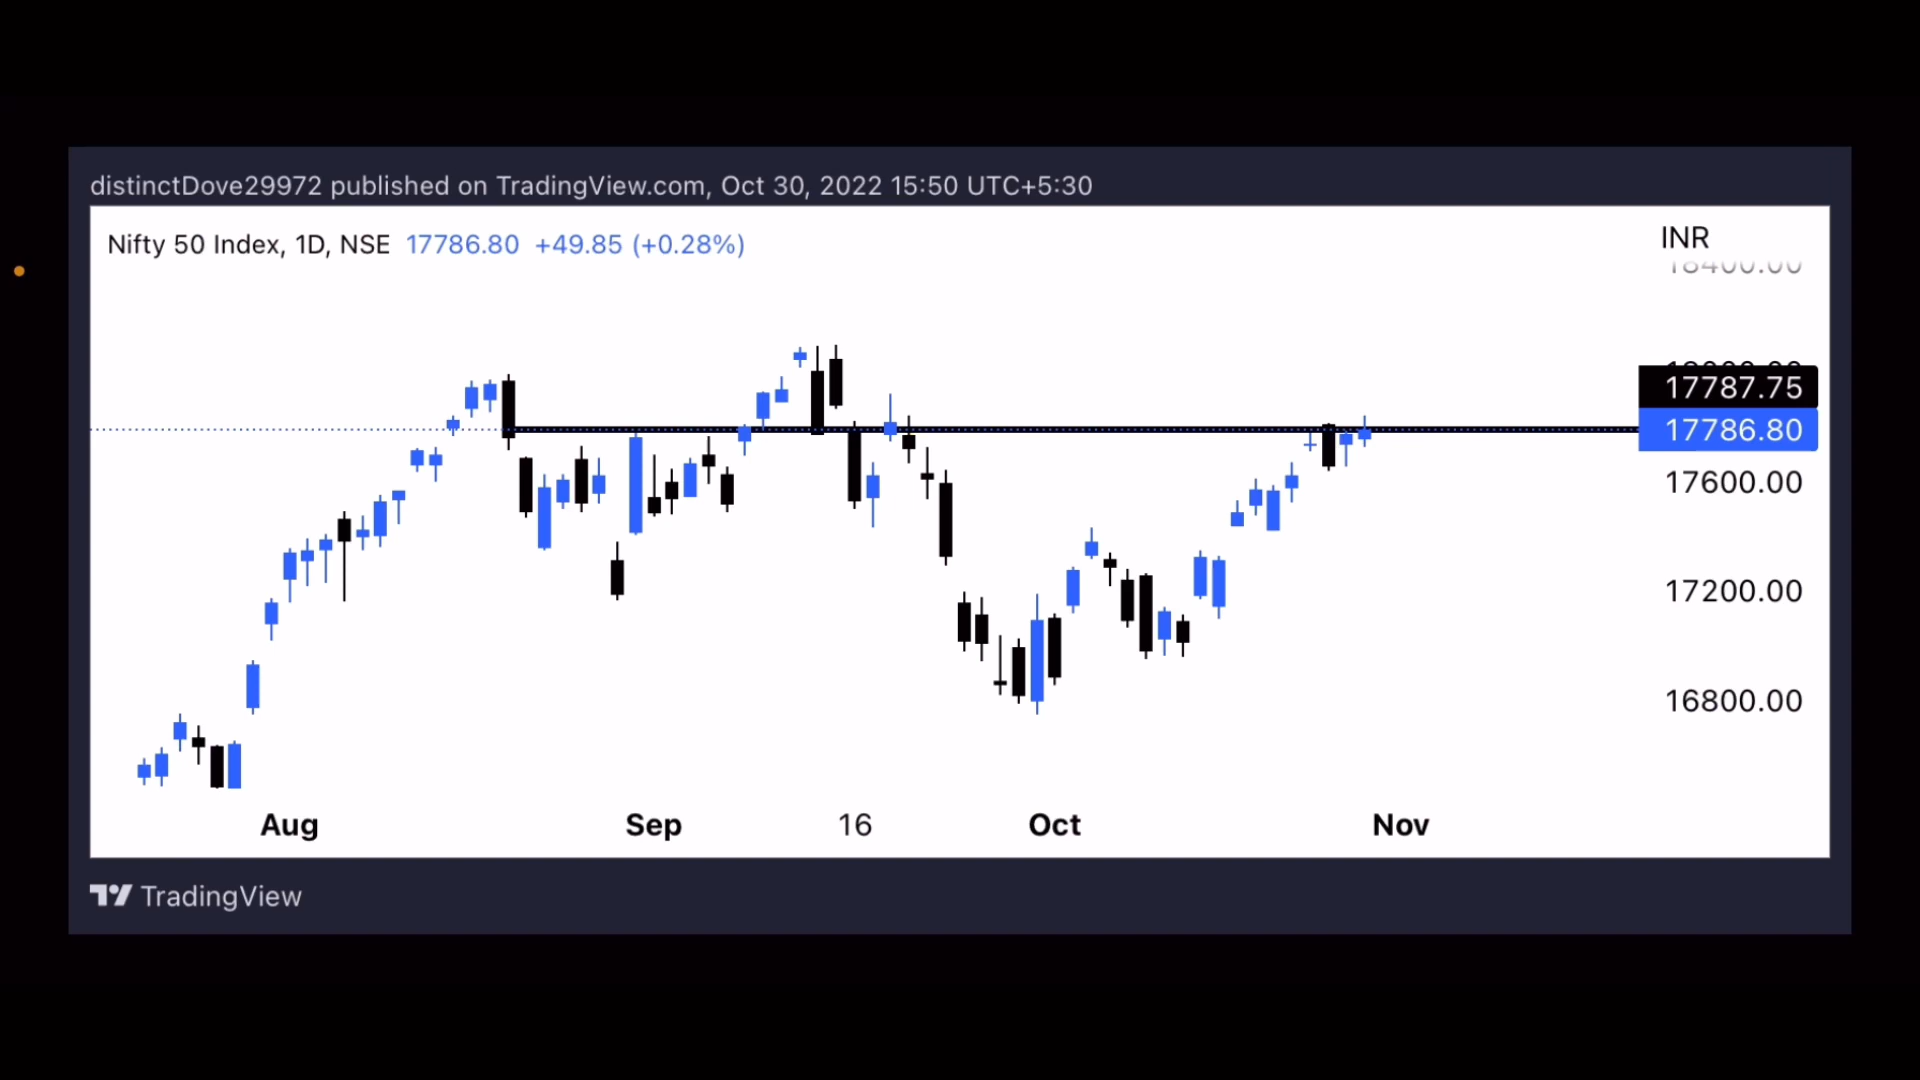 distinctDove29972 published on TradingView.com, Oct 30, 2022 15:50 UTC+5:30
Nifty 50 Index, 1D, NSE 17786.80 +49.85 (+0.28%)
INR
18400.00
17787.75
17786.80
17600.00
17200.00
16800.00
Aug Sep 16 Oct Nov
TradingView